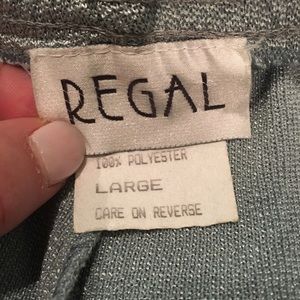 REGAL
100% POLYESTER
LARGE
CARE ON REVERSE